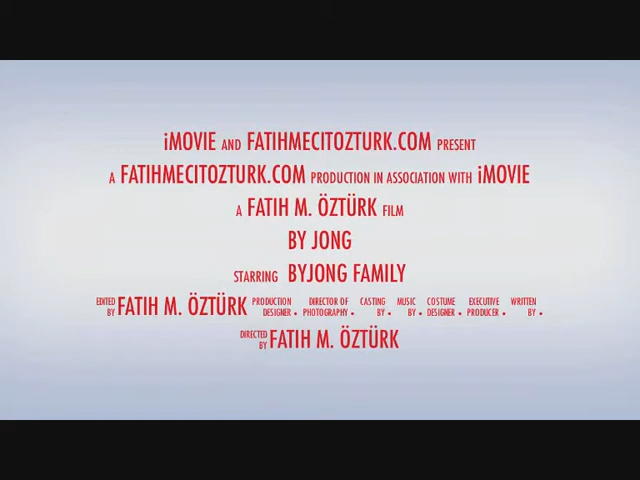 iMOVIE AND FATIHMECITOZTURK.COM PRESENT
A FATIHMECITOZTURK.COM PRODUCTION IN ASSOCIATION WITH iMOVIE
A FATIH M. ÖZTÜRK FILM
BY JONG
STARRING BYJONG FAMILY
EDITED BY FATIH M. ÖZTÜRK PRODUCTION DESIGNER . DIRECTOR OF PHOTOGRAPHY . CASTING BY . MUSIC BY . COSTUME DESIGNER . EXECUTIVE PRODUCER . WRITTEN BY .
DIRECTED BY FATIH M. ÖZTÜRK